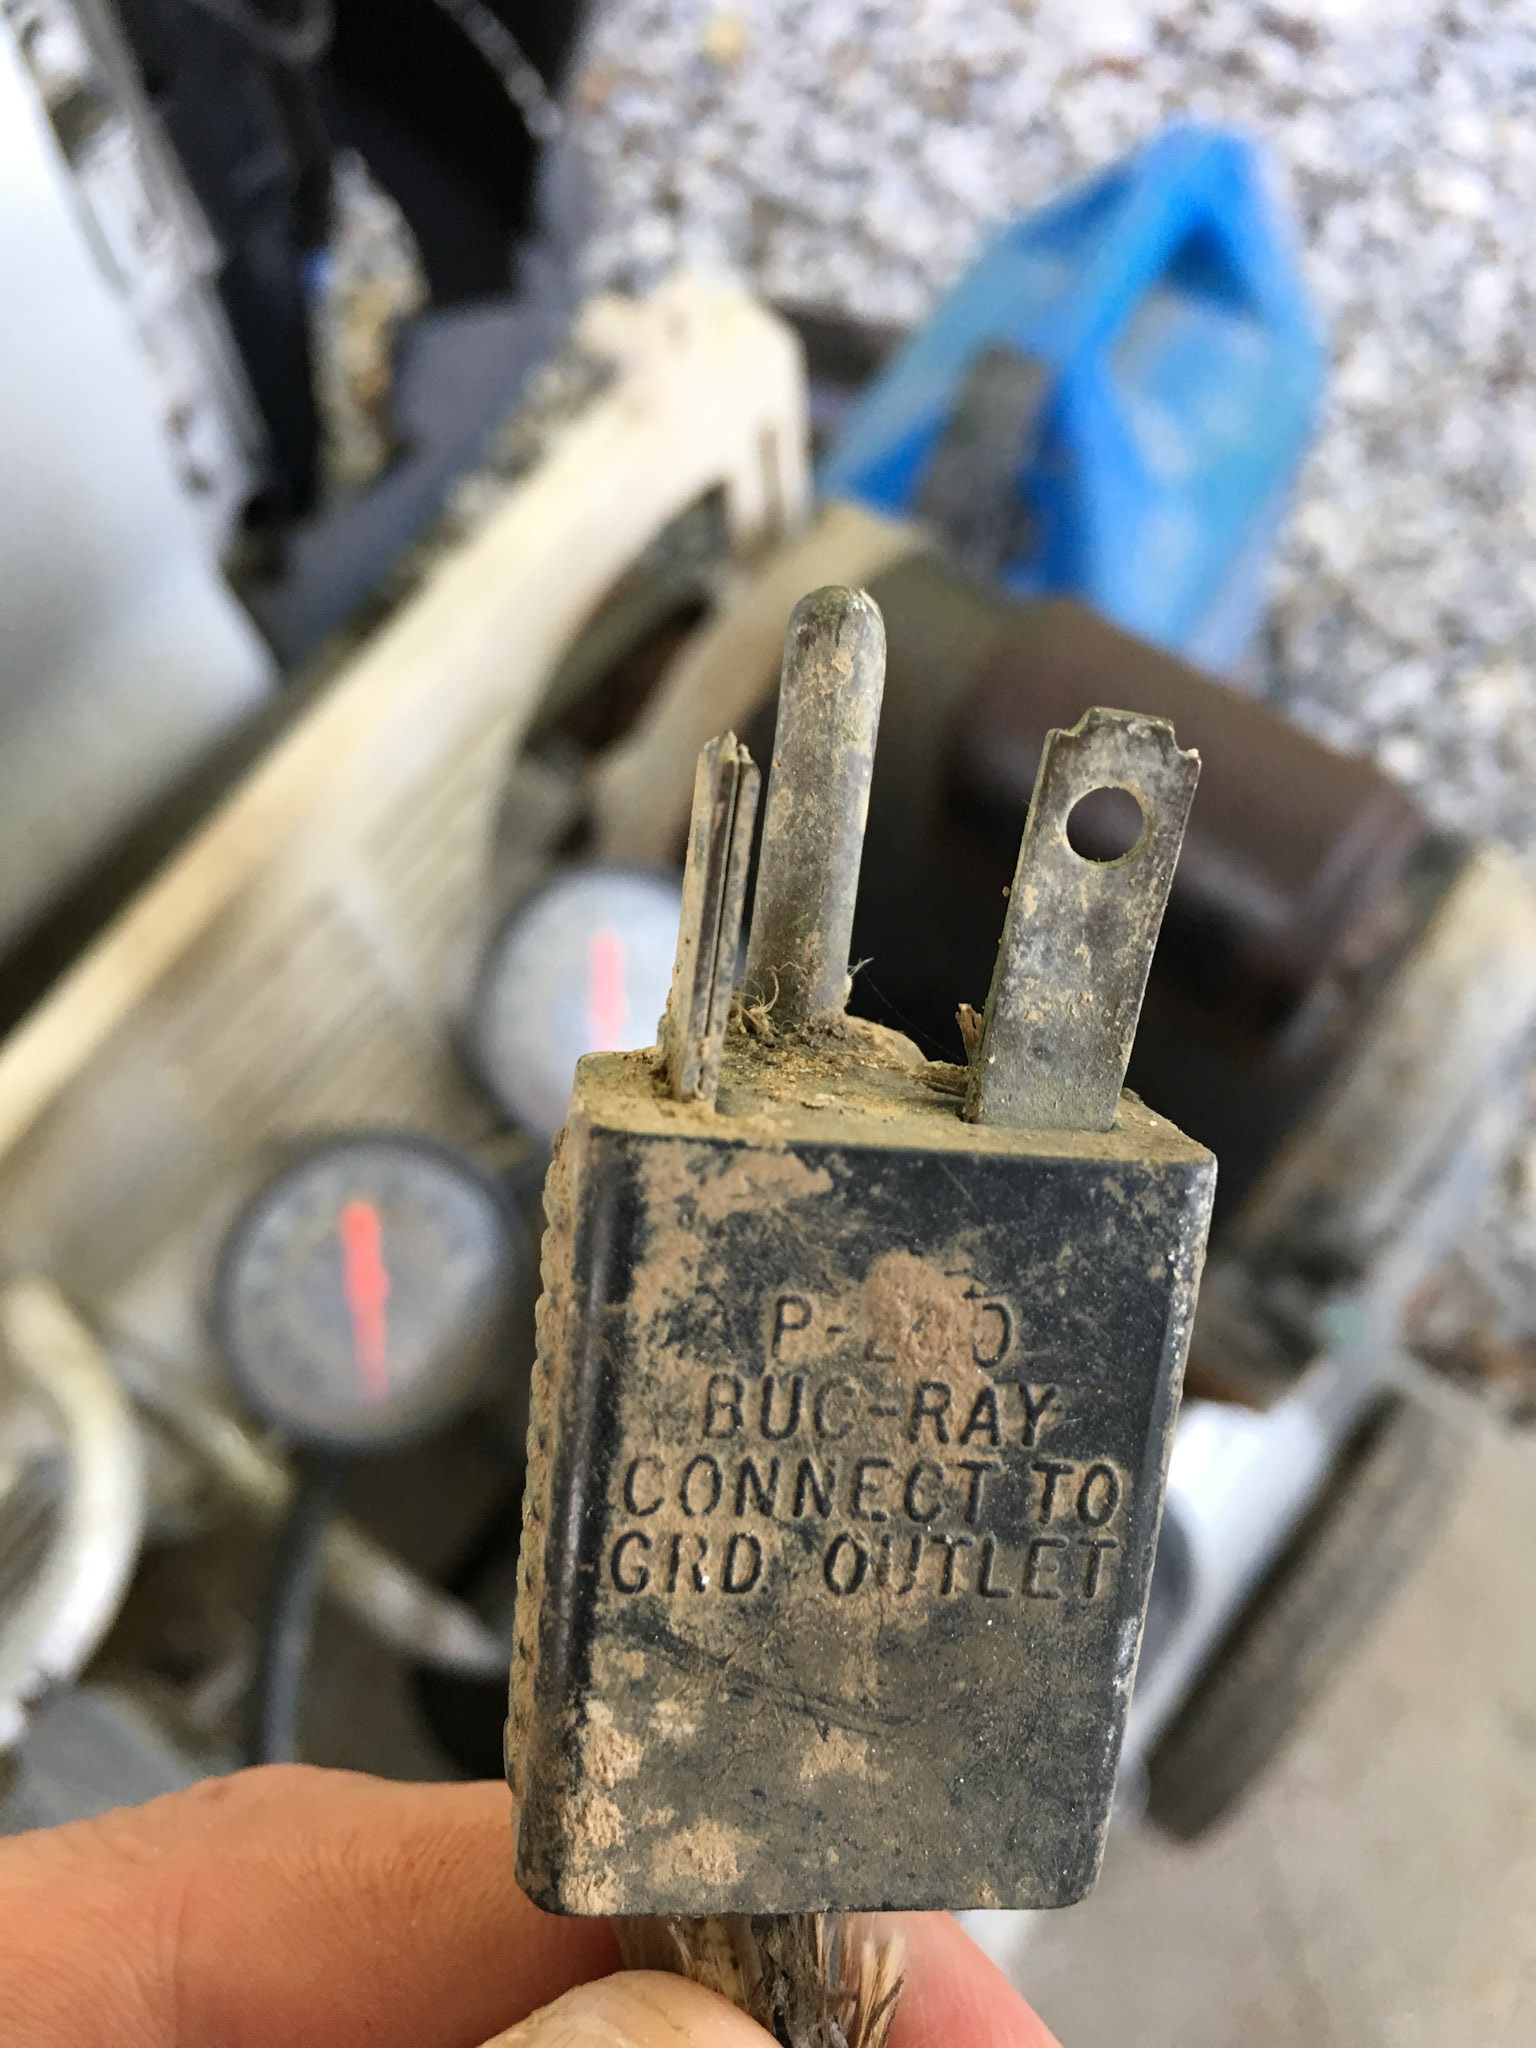 BUC-RAY
CONNECT TO
GRD. OUTLET